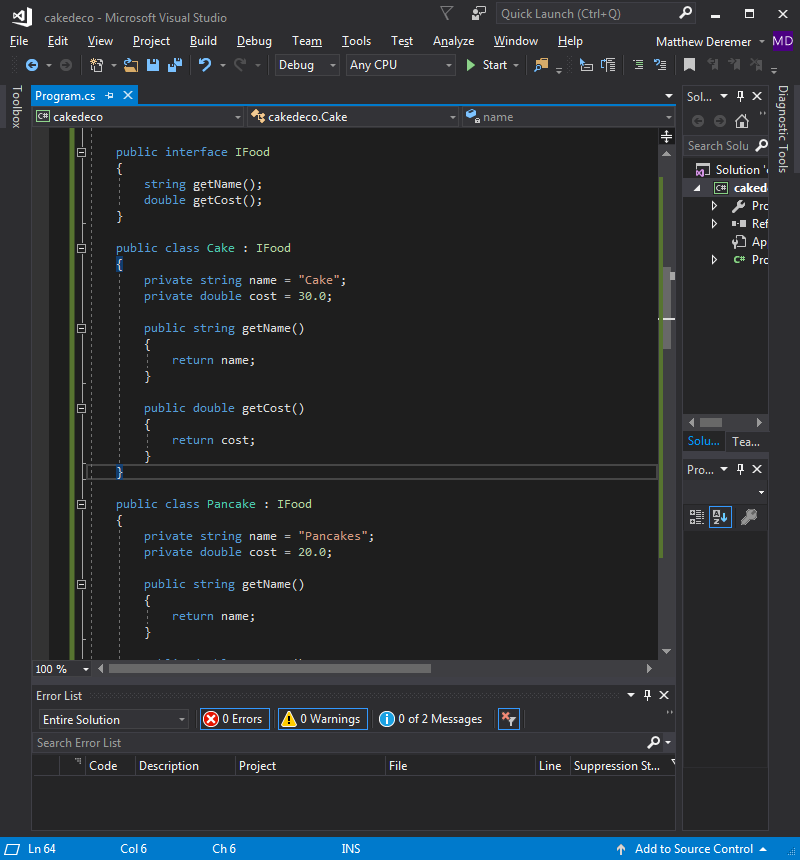 cakedeco - Microsoft Visual Studio
Quick Launch (Ctrl+Q)
File Edit View Project Build Debug Team Tools Test Analyze Window Help Matthew Deremer MD
Debug Any CPU Start
Toolbox
Program.cs
cakedeco cakedeco.Cake name
public interface IFood
{
string getName();
double getCost();
}
public class Cake : IFood
{
private string name = "Cake";
private double cost = 30.0;
public string getName()
{
return name;
}
public double getCost()
{
return cost;
}
}
public class Pancake : IFood
{
private string name = "Pancakes";
private double cost = 20.0;
public string getName()
{
return name;
}
100 %
Sol...
Search Solu
Solution 'c
C# caked
Pro
Ref
Ap
C# Pro
Solu... Tea...
Pro...
Diagnostic Tools
Error List
Entire Solution 0 Errors 0 Warnings 0 of 2 Messages
Search Error List
Code Description Project File Line Suppression St...
Ln 64 Col 6 Ch 6 INS Add to Source Control